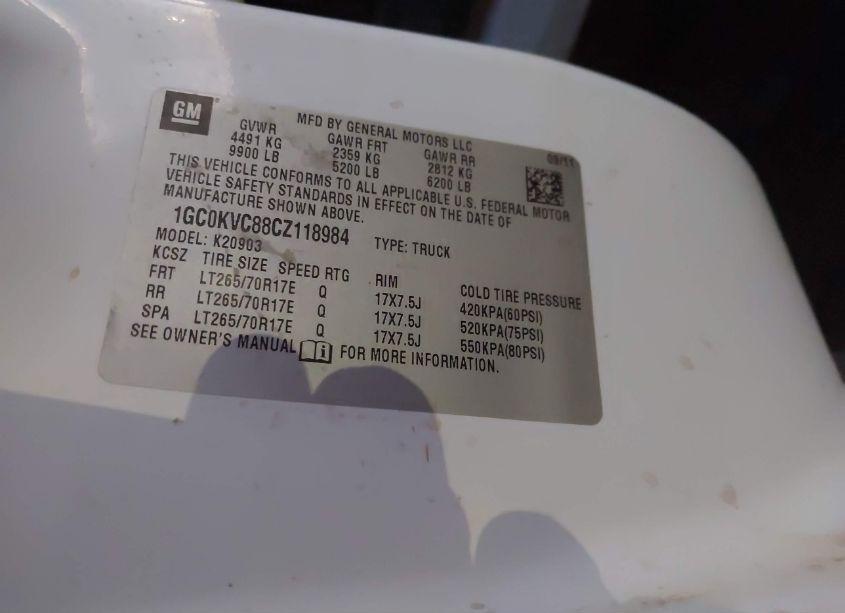 GM
MFD BY GENERAL MOTORS LLC
09/11
GVWR GAWR FRT GAWR RR
4491 KG 2359 KG 2812 KG
9900 LB 5200 LB 6200 LB
THIS VEHICLE CONFORMS TO ALL APPLICABLE U.S. FEDERAL MOTOR
VEHICLE SAFETY STANDARDS IN EFFECT ON THE DATE OF
MANUFACTURE SHOWN ABOVE.
1GC0KVC88CZ118984 TYPE: TRUCK
MODEL: K20903
KCSZ TIRE SIZE SPEED RTG RIM COLD TIRE PRESSURE
FRT LT265/70R17E Q 17X7.5J 420KPA(60PSI)
RR LT265/70R17E Q 17X7.5J 520KPA(75PSI)
SPA LT265/70R17E Q 17X7.5J 550KPA(80PSI)
SEE OWNER'S MANUAL FOR MORE INFORMATION.